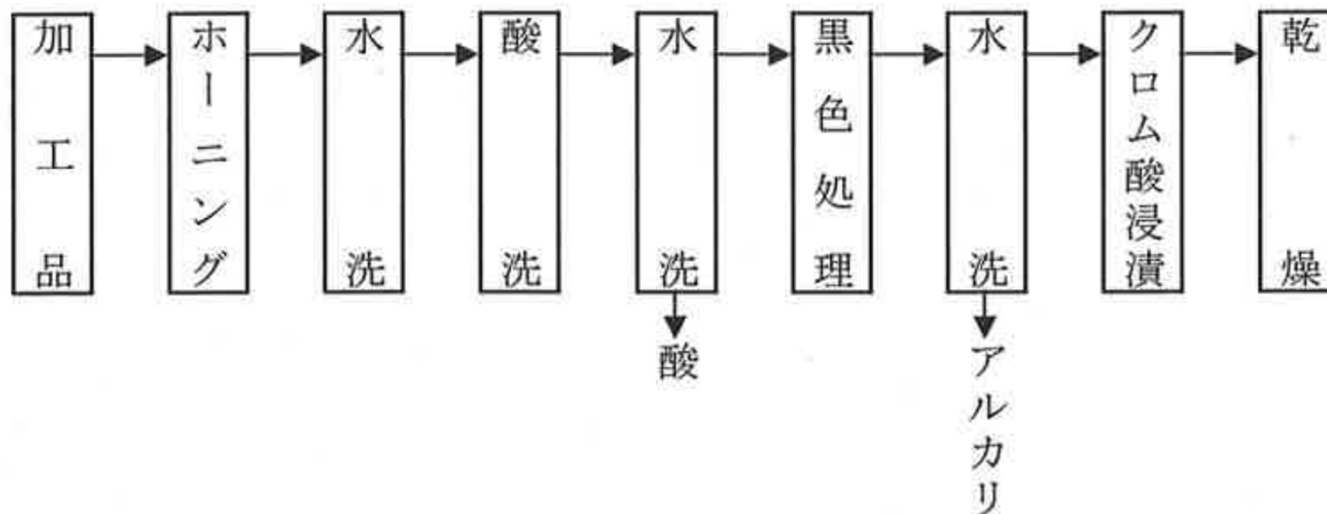 加工品
ホーニング
水洗
酸洗
水洗
黒色処理
水洗
クロム酸浸漬
乾燥
酸
アルカリ